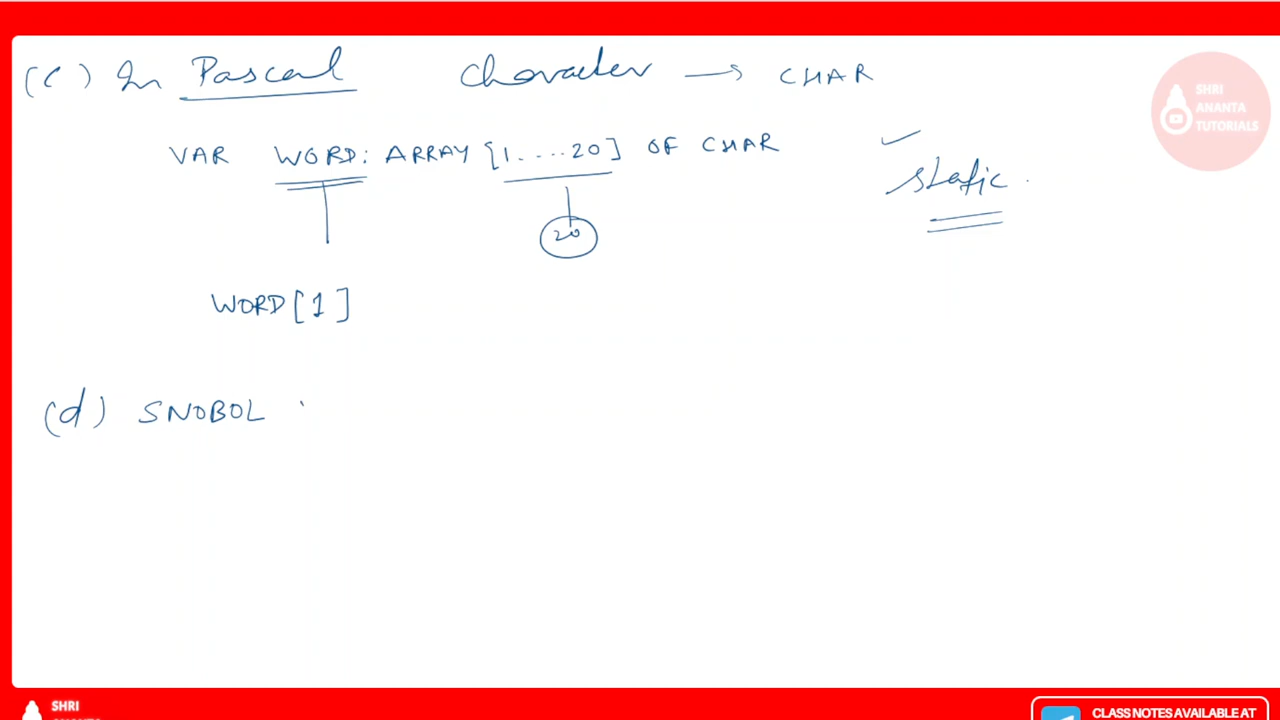 (c) In Pascal Character → CHAR
VAR WORD: ARRAY [1.....20] OF CHAR
static.
20
WORD[1]
(d) SNOBOL
SHRI
ANANTA
TUTORIALS
SHRI
CLASS NOTES AVAILABLE AT